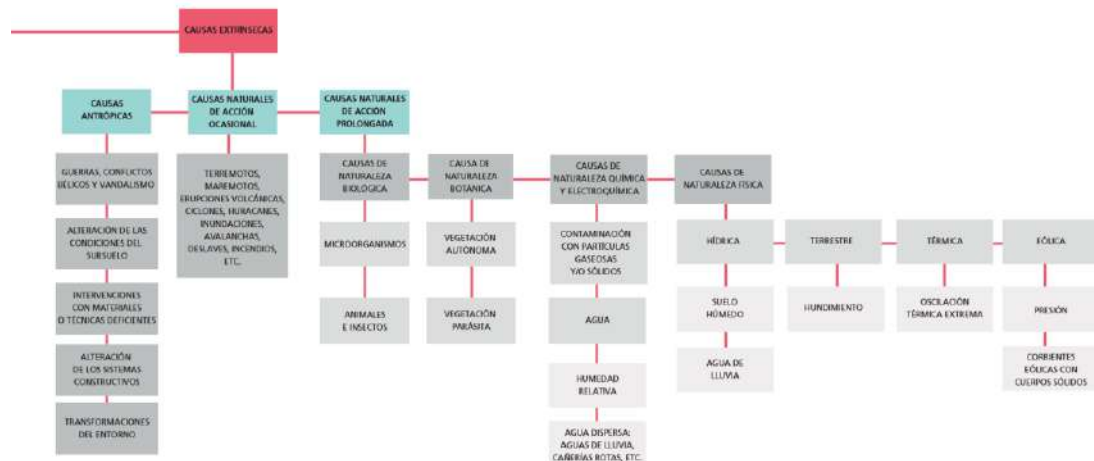 CAUSAS EXTRÍNSECAS
CAUSAS
ANTRÓPICAS
CAUSAS NATURALES
DE ACCIÓN
OCASIONAL
CAUSAS NATURALES
DE ACCIÓN
PROLONGADA
GUERRAS, CONFLICTOS
BÉLICOS Y VANDALISMO
ALTERACIÓN DE LAS
CONDICIONES DEL
SUBSUELO
INTERVENCIONES
CON MATERIALES
O TÉCNICAS DEFICIENTES
ALTERACIÓN
DE LOS SISTEMAS
CONSTRUCTIVOS
TRANSFORMACIONES
DEL ENTORNO
TERREMOTOS,
MAREMOTOS,
ERUPCIONES VOLCÁNICAS,
CICLONES, HURACANES,
INUNDACIONES,
AVALANCHAS,
DESLAVES, INCENDIOS,
ETC.
CAUSAS DE
NATURALEZA
BIOLÓGICA
MICROORGANISMOS
ANIMALES
E INSECTOS
CAUSA DE
NATURALEZA
BOTÁNICA
VEGETACIÓN
AUTÓNOMA
VEGETACIÓN
PARÁSITA
CAUSAS DE
NATURALEZA QUÍMICA
Y ELECTROQUÍMICA
CONTAMINACIÓN
CON PARTÍCULAS
GASEOSAS
Y/O SÓLIDOS
AGUA
HUMEDAD
RELATIVA
AGUA DISPERSA:
AGUAS DE LLUVIA,
CAÑERÍAS ROTAS, ETC.
CAUSAS DE
NATURALEZA FÍSICA
HÍDRICA
SUELO
HÚMEDO
AGUA DE
LLUVIA
TERRESTRE
HUNDIMIENTO
TÉRMICA
OSCILACIÓN
TÉRMICA EXTREMA
EÓLICA
PRESIÓN
CORRIENTES
EÓLICAS CON
CUERPOS SÓLIDOS